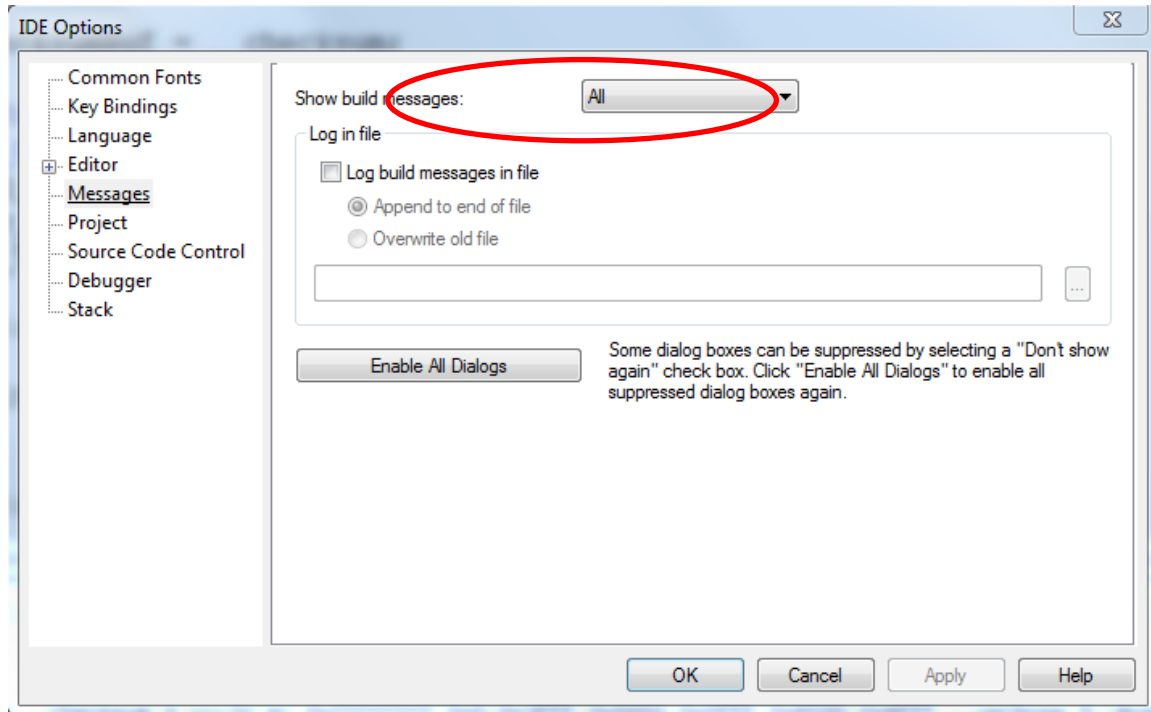 IDE Options
Common Fonts
Key Bindings
Language
Editor
Messages
Project
Source Code Control
Debugger
Stack
Show build messages:
All
Log in file
Log build messages in file
Append to end of file
Overwrite old file
...
Enable All Dialogs
Some dialog boxes can be suppressed by selecting a "Don't show
again" check box. Click "Enable All Dialogs" to enable all
suppressed dialog boxes again.
OK
Cancel
Apply
Help